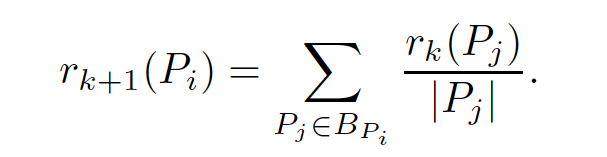 r_{k+1}(P_i) = \sum_{P_j \in B_{P_i}} \frac{r_k(P_j)}{|P_j|}.